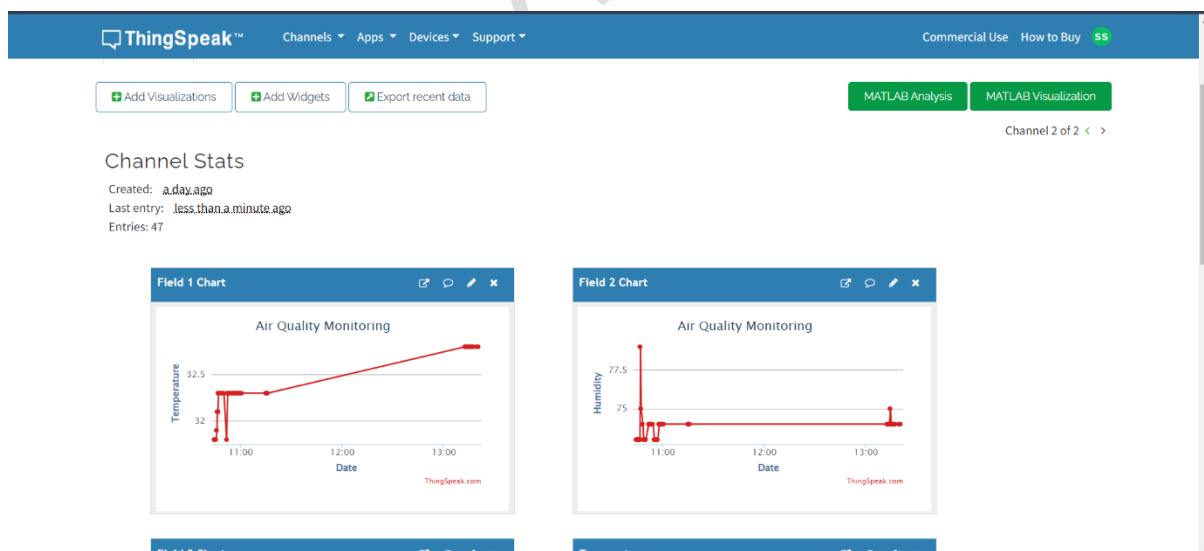 ThingSpeak™ Channels Apps Devices Support Commercial Use How to Buy SS
Add Visualizations Add Widgets Export recent data MATLAB Analysis MATLAB Visualization
Channel 2 of 2 < >
Channel Stats
Created: a day ago
Last entry: less than a minute ago
Entries: 47
Field 1 Chart
Air Quality Monitoring
Temperature
32.5
32
11:00 12:00 13:00
Date
ThingSpeak.com
Field 2 Chart
Air Quality Monitoring
Humidity
77.5
75
11:00 12:00 13:00
Date
ThingSpeak.com